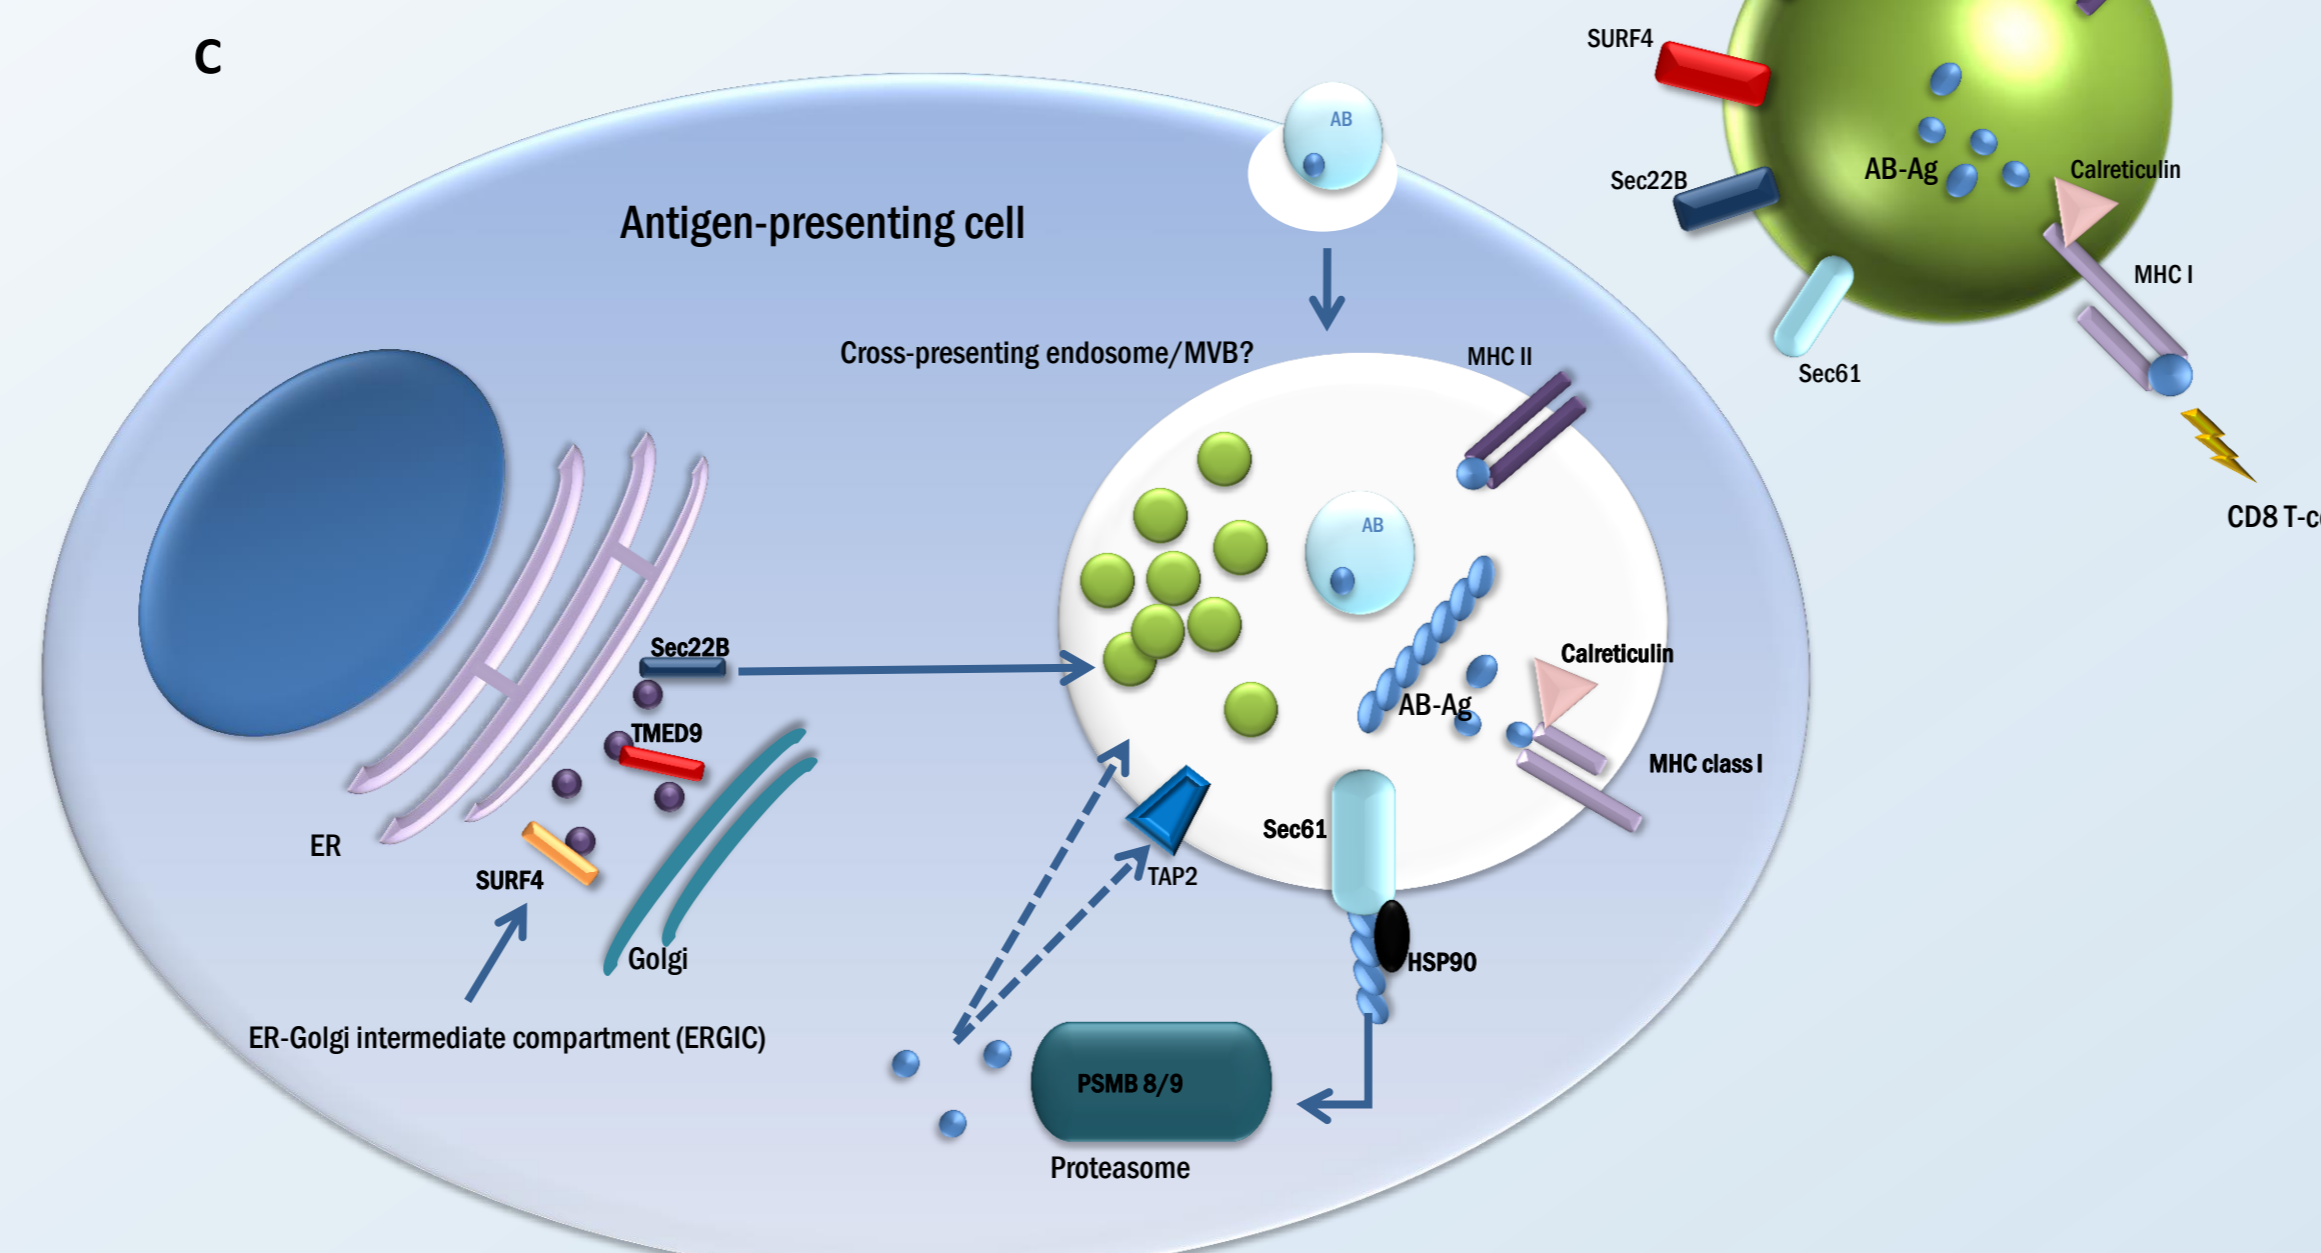 C
SURF4
AB
Sec22B
AB-Ag
Calreticulin
Antigen-presenting cell
MHC I
Cross-presenting endosome/MVB?
MHC II
Sec61
CD8 T-c
AB
Sec22B
Calreticulin
AB-Ag
TMED9
MHC class I
Sec61
ER
SURF4
TAP2
Golgi
HSP90
ER-Golgi intermediate compartment (ERGIC)
PSMB 8/9
Proteasome